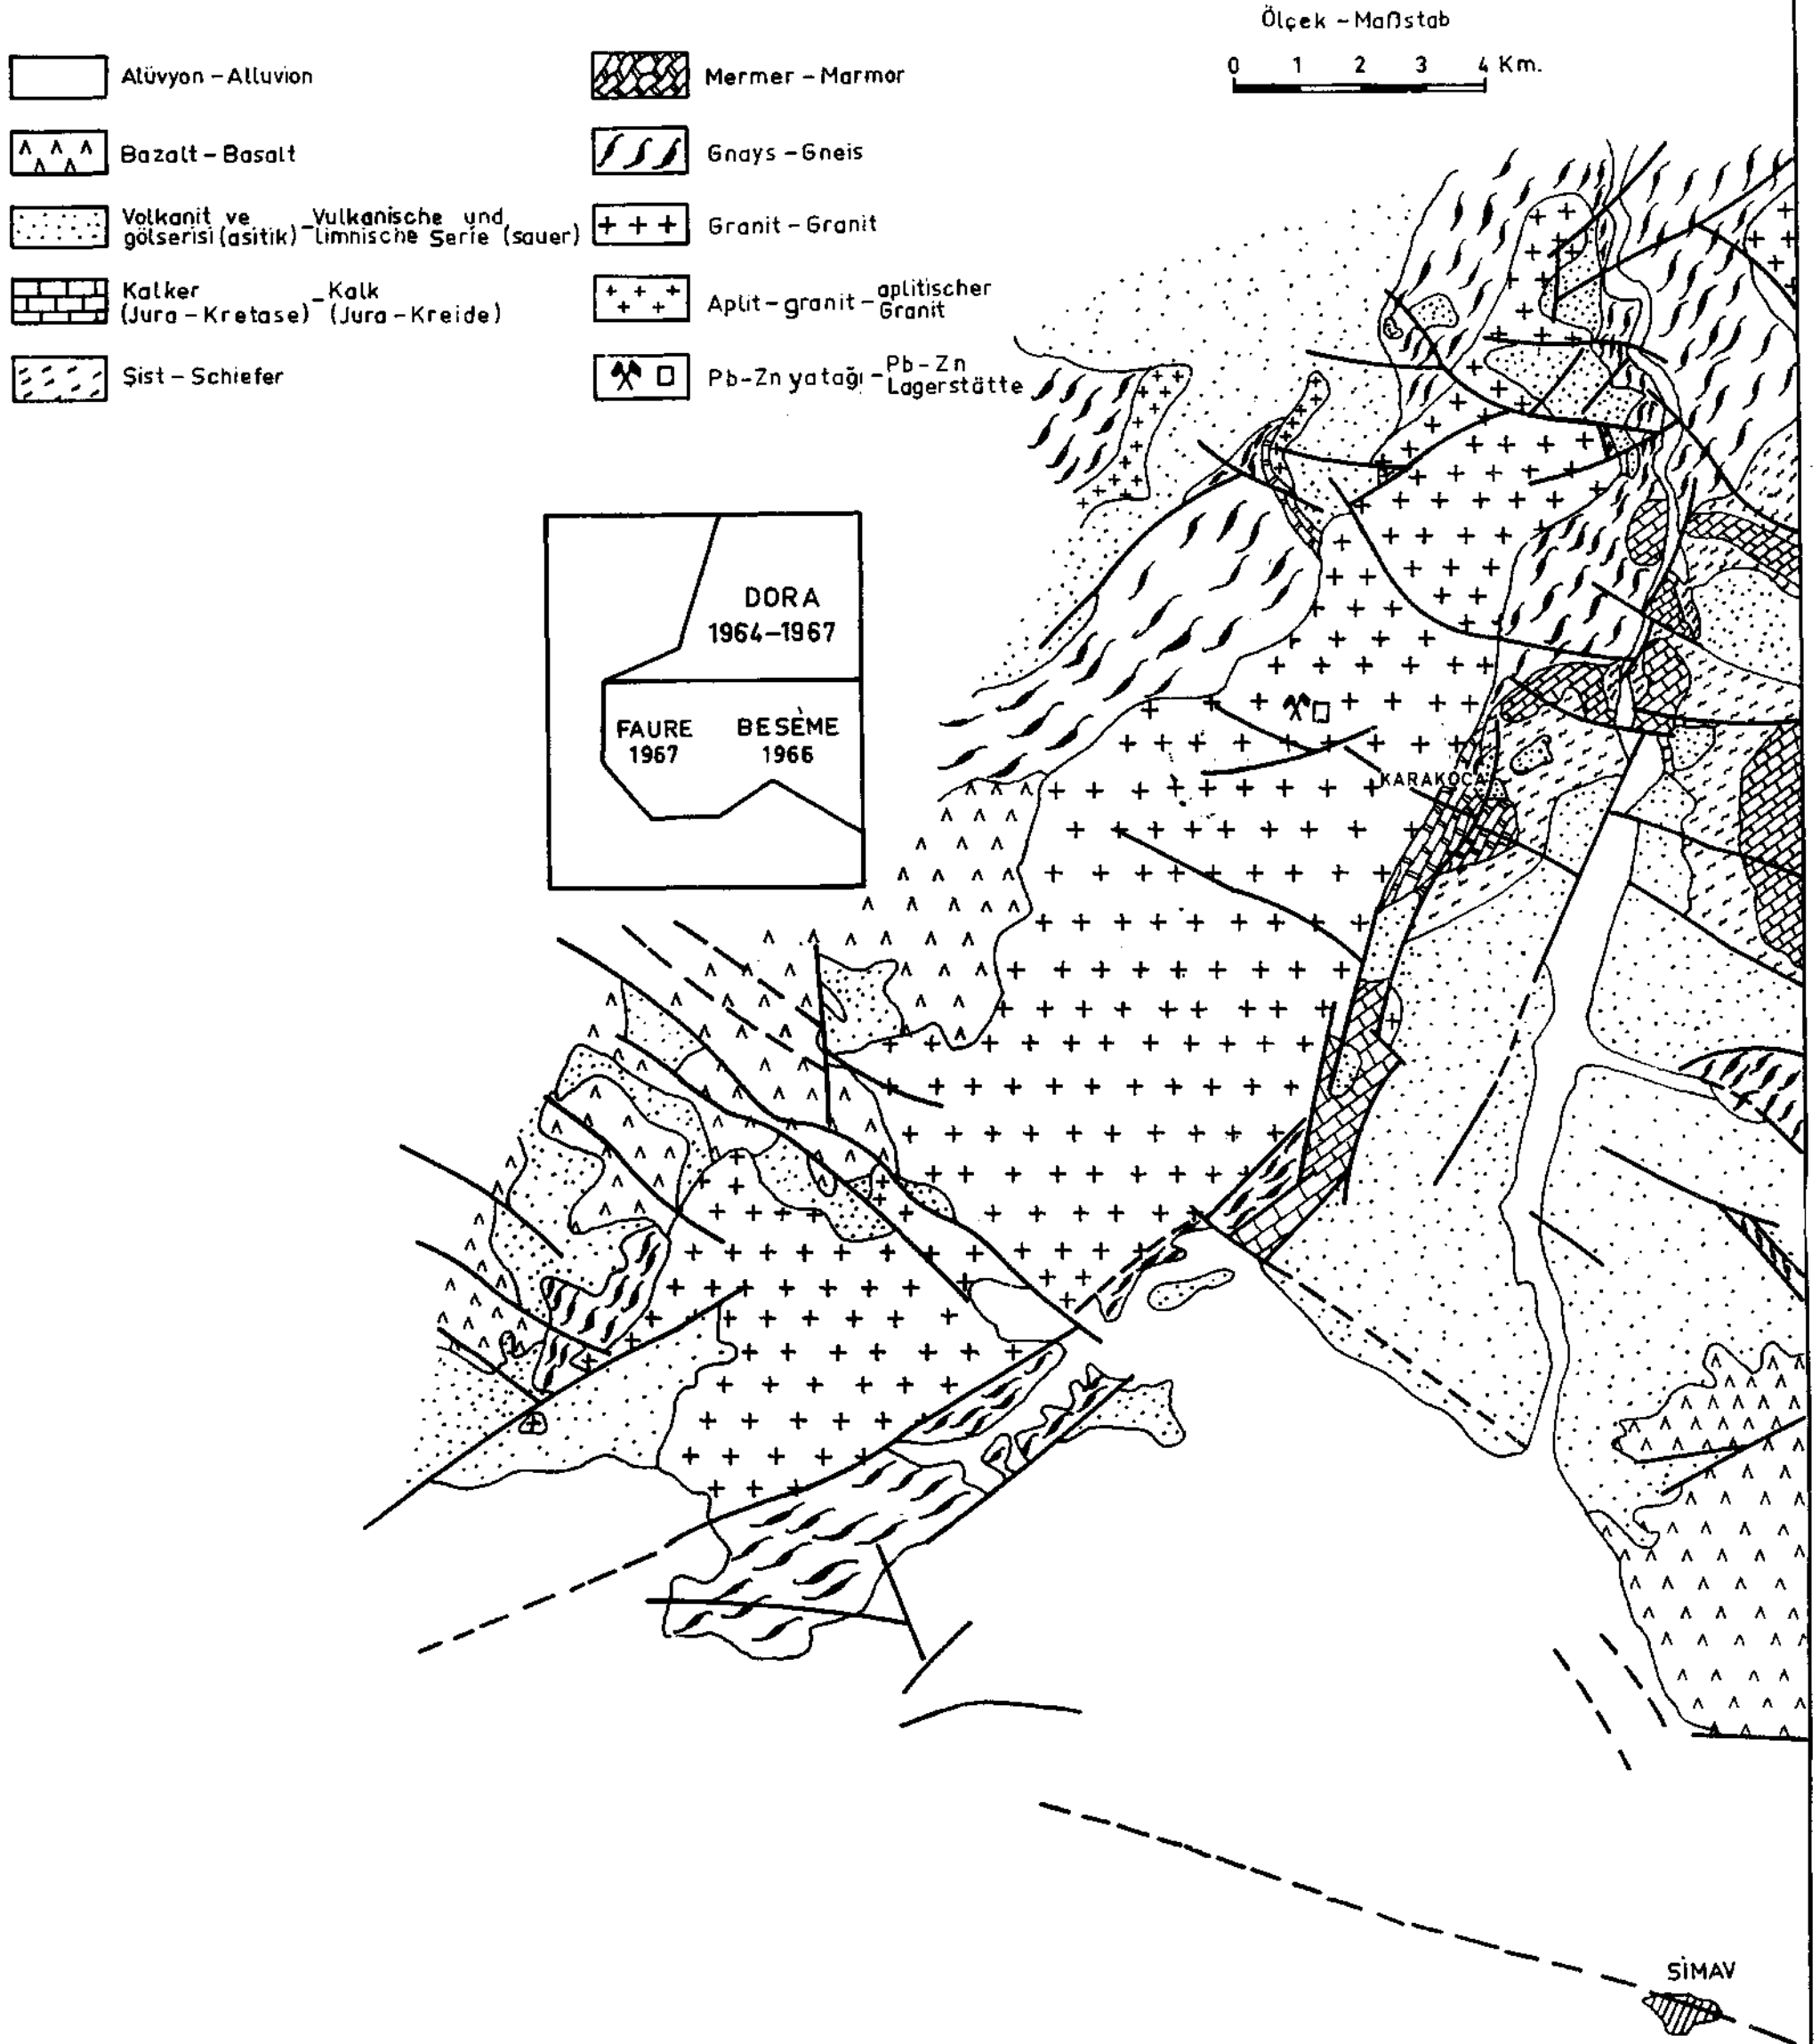 Ölçek – Maßstab
0 1 2 3 4 Km.
Alüvyon – Alluvion
Bazalt – Basalt
Volkanit ve – Vulkanische und
gölserisi (asitik) limnische Serie (sauer)
Kalker – Kalk
(Jura – Kretase) (Jura – Kreide)
Şist – Schiefer
Mermer – Marmor
Gnays – Gneis
Granit – Granit
Aplit – granit – aplitischer
Granit
Pb-Zn yatağı – Pb – Zn
Lagerstätte
DORA
1964–1967
FAURE BESÈME
1967 1966
KARAKOCA
SİMAV